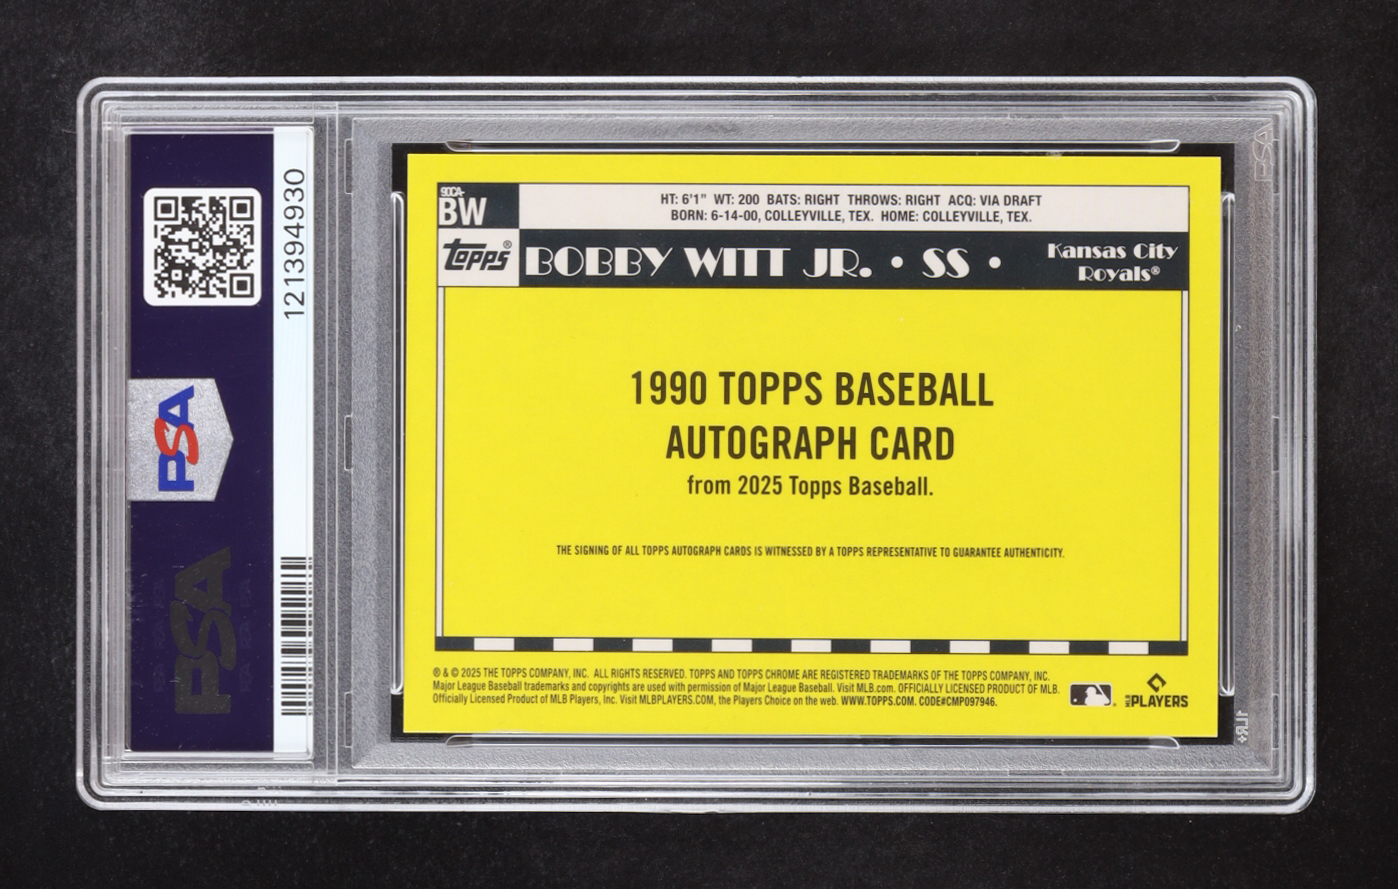 121394930
PSA
PSA
90CA-
BW
HT: 6'1" WT: 200 BATS: RIGHT THROWS: RIGHT ACQ: VIA DRAFT
BORN: 6-14-00, COLLEYVILLE, TEX. HOME: COLLEYVILLE, TEX.
Topps®
BOBBY WITT JR. • SS •
Kansas City
Royals®
1990 TOPPS BASEBALL
AUTOGRAPH CARD
from 2025 Topps Baseball.
THE SIGNING OF ALL TOPPS AUTOGRAPH CARDS IS WITNESSED BY A TOPPS REPRESENTATIVE TO GUARANTEE AUTHENTICITY.
® & © 2025 THE TOPPS COMPANY, INC. ALL RIGHTS RESERVED. TOPPS AND TOPPS CHROME ARE REGISTERED TRADEMARKS OF THE TOPPS COMPANY, INC.
Major League Baseball trademarks and copyrights are used with permission of Major League Baseball. Visit MLB.com. OFFICIALLY LICENSED PRODUCT OF MLB.
Officially Licensed Product of MLB Players, Inc. Visit MLBPLAYERS.COM, the Players Choice on the web. WWW.TOPPS.COM. CODE#CMP097946.
MLB PLAYERS
PSA